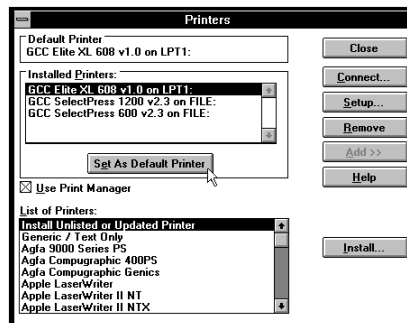 Printers
Default Printer
GCC Elite XL 608 v1.0 on LPT1:
Close
Installed Printers:
GCC Elite XL 608 v1.0 on LPT1:
GCC SelectPress 1200 v2.3 on FILE:
GCC SelectPress 600 v2.3 on FILE:
Connect...
Setup...
Remove
Set As Default Printer
Add >>
Use Print Manager
Help
List of Printers:
Install Unlisted or Updated Printer
Generic / Text Only
Agfa 9000 Series PS
Agfa Compugraphic 400PS
Agfa Compugraphic Genics
Apple LaserWriter
Apple LaserWriter II NT
Apple LaserWriter II NTX
Install...